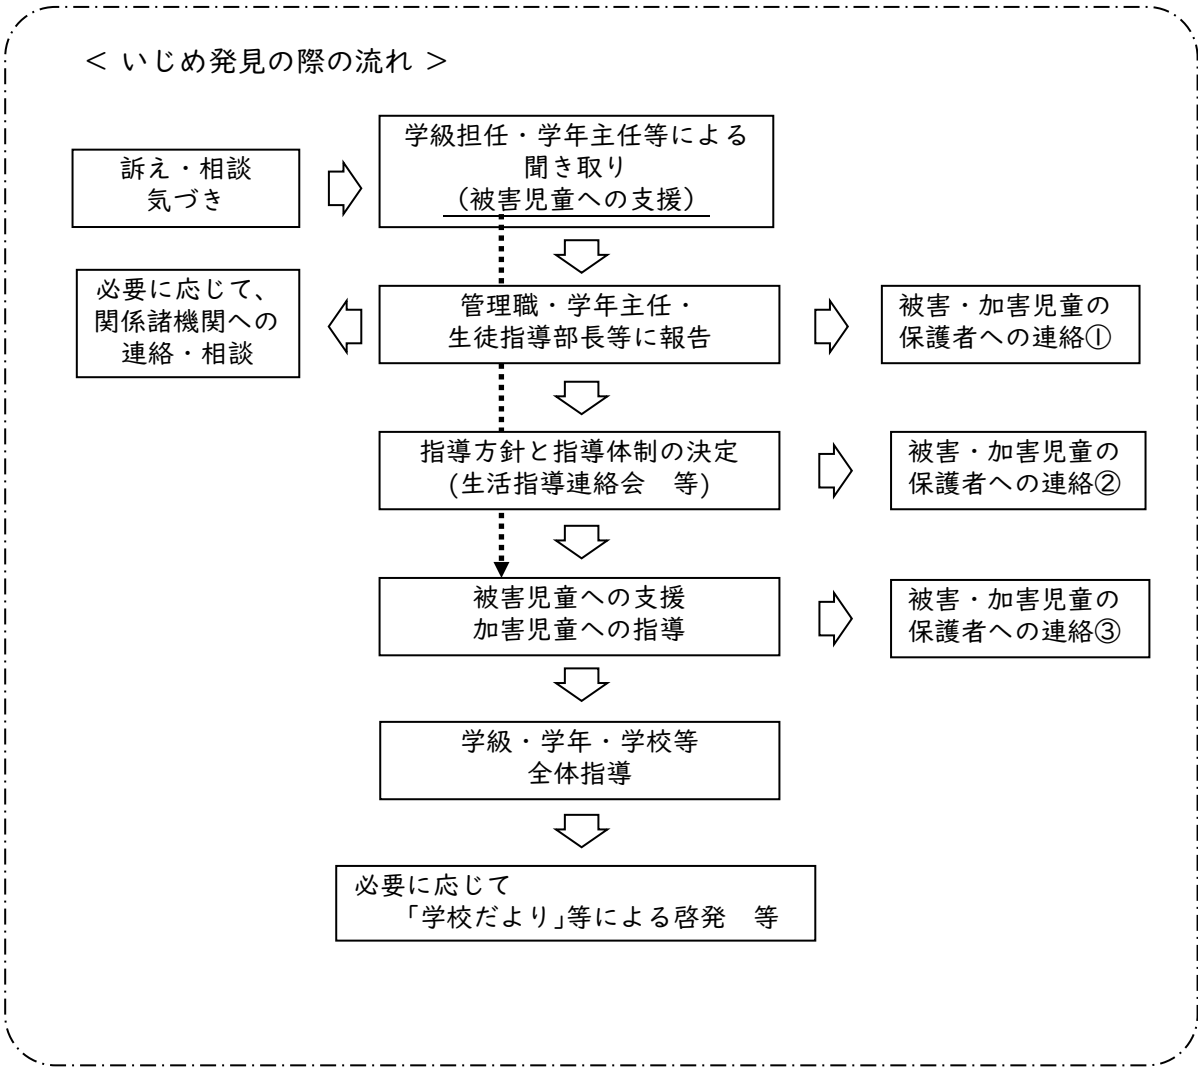 ＜ いじめ発見の際の流れ ＞
訴え・相談
気づき
学級担任・学年主任等による
聞き取り
（被害児童への支援）
必要に応じて、
関係諸機関への
連絡・相談
管理職・学年主任・
生徒指導部長等に報告
被害・加害児童の
保護者への連絡①
指導方針と指導体制の決定
(生活指導連絡会　等)
被害・加害児童の
保護者への連絡②
被害児童への支援
加害児童への指導
被害・加害児童の
保護者への連絡③
学級・学年・学校等
全体指導
必要に応じて
「学校だより」等による啓発　等